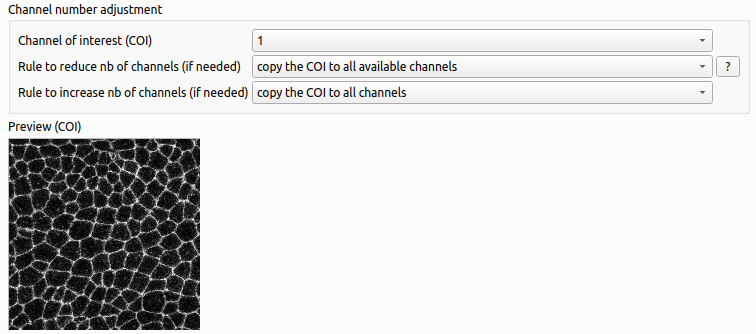 Channel number adjustment
Channel of interest (COI) 1
Rule to reduce nb of channels (if needed) copy the COI to all available channels ?
Rule to increase nb of channels (if needed) copy the COI to all channels
Preview (COI)